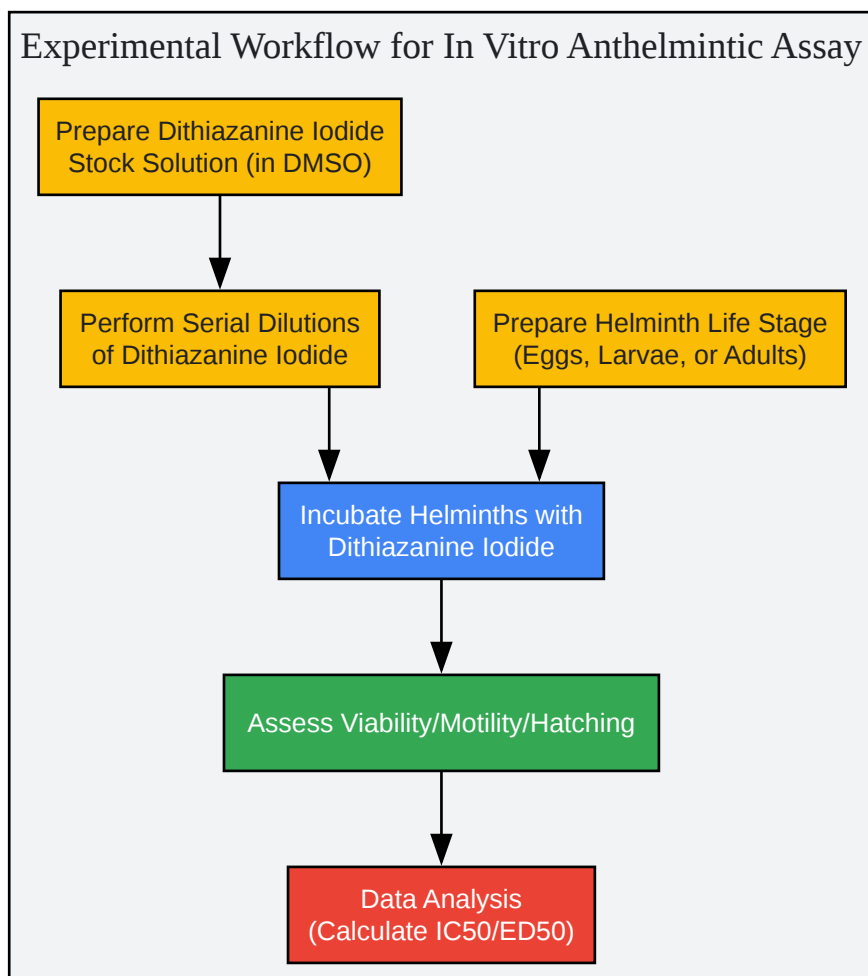 Experimental Workflow for In Vitro Anthelmintic Assay
Prepare Dithiazanine Iodide
Stock Solution (in DMSO)
Perform Serial Dilutions
of Dithiazanine Iodide
Prepare Helminth Life Stage
(Eggs, Larvae, or Adults)
Incubate Helminths with
Dithiazanine Iodide
Assess Viability/Motility/Hatching
Data Analysis
(Calculate IC50/ED50)